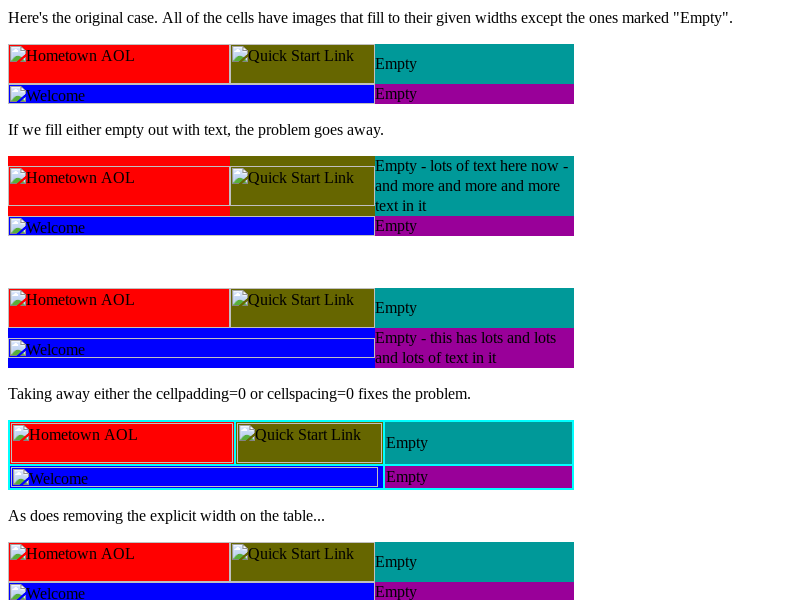 Here's the original case. All of the cells have images that fill to their given widths except the ones marked "Empty".
Hometown AOL Quick Start Link Empty
Welcome Empty
If we fill either empty out with text, the problem goes away.
Hometown AOL Quick Start Link Empty - lots of text here now -
and more and more and more
text in it
Welcome Empty
Hometown AOL Quick Start Link Empty
Welcome Empty - this has lots and lots
and lots of text in it
Taking away either the cellpadding=0 or cellspacing=0 fixes the problem.
Hometown AOL Quick Start Link Empty
Welcome Empty
As does removing the explicit width on the table...
Hometown AOL Quick Start Link Empty
Welcome Empty